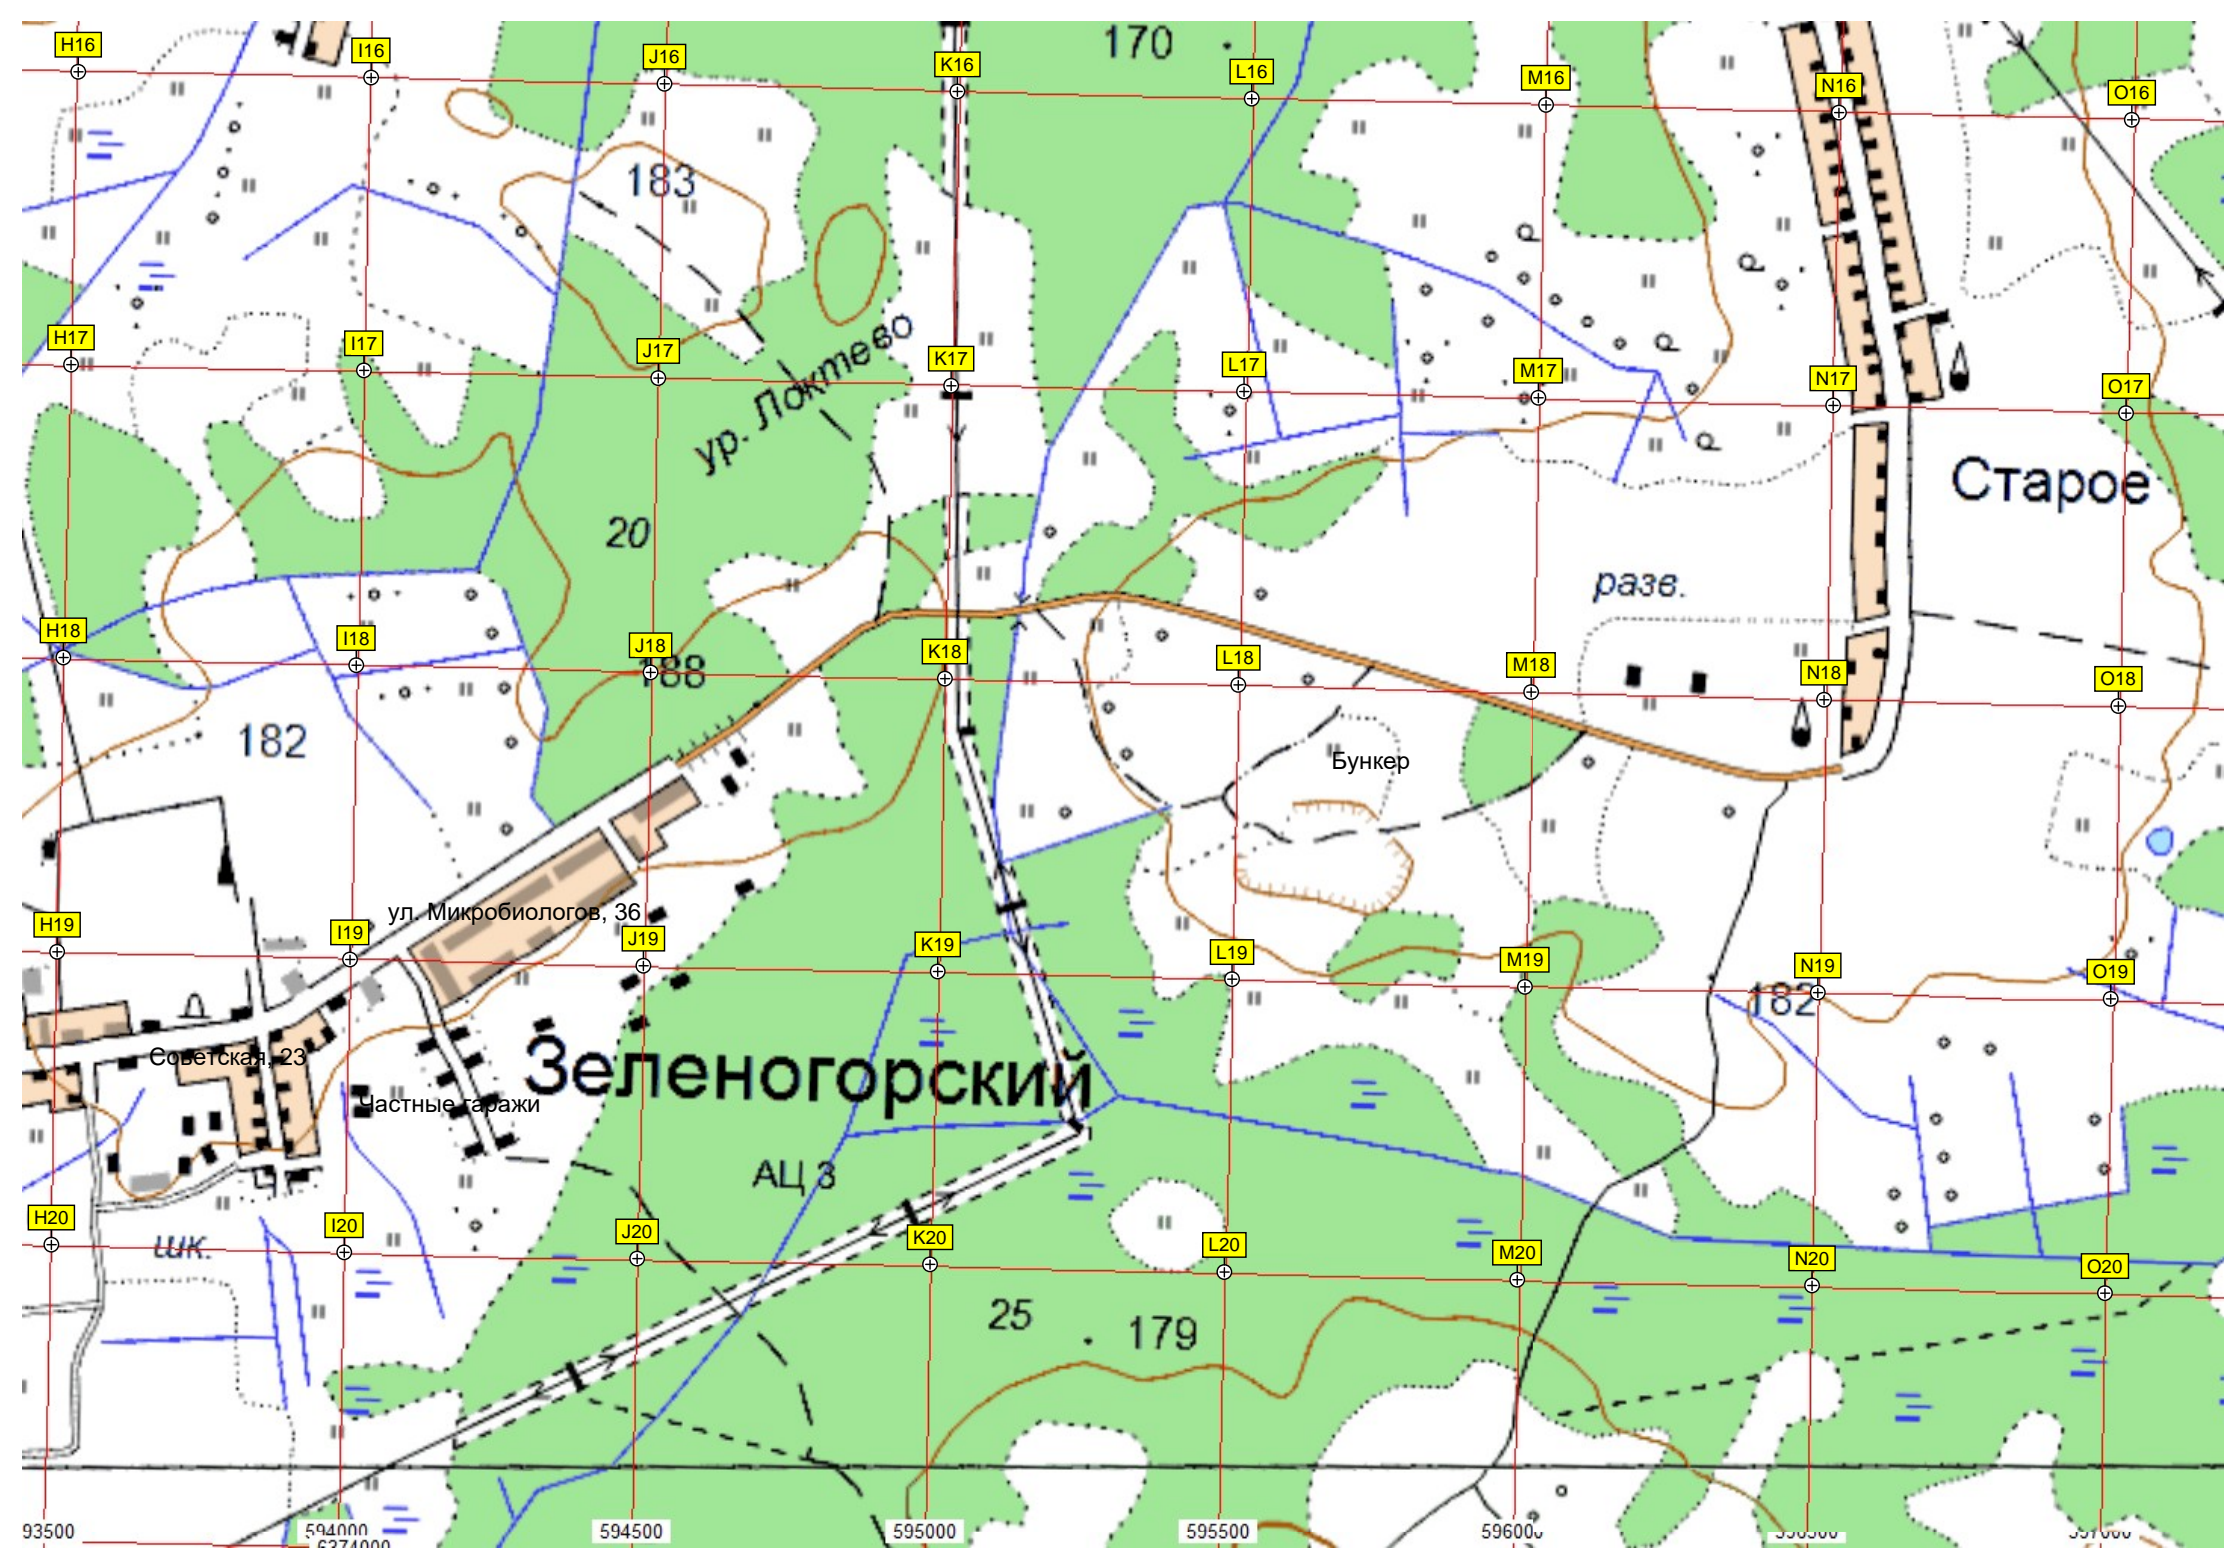 170
H16 I16 J16 K16 L16 M16 N16 O16
183
ур. Локтево
H17 I17 J17 K17 L17 M17 N17 O17
Старое
20
разв.
H18 I18 J18 K18 L18 M18 N18 O18
188
182
Бункер
ул. Микробиологов, 36
H19 I19 J19 K19 L19 M19 N19 O19
182
Советская, 23
Зеленогорский
Частные гаражи
АЦ 3
H20 I20 J20 K20 L20 M20 N20 O20
шк.
25
179
93500 594000 594500 595000 595500 596000
6374000